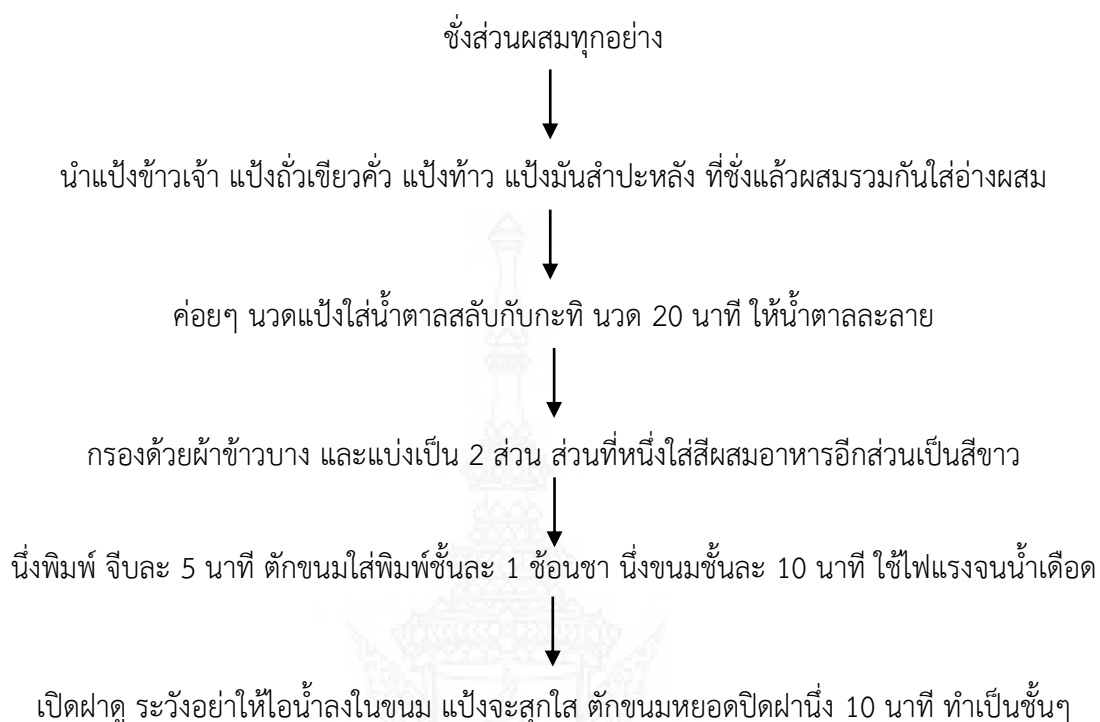 ชั่งส่วนผสมทุกอย่าง
นำแป้งข้าวเจ้า แป้งถั่วเขียวคั่ว แป้งท้าว แป้งมันสำปะหลัง ที่ชั่งแล้วผสมรวมกันใส่อ่างผสม
ค่อยๆ นวดแป้งใส่น้ำตาลสลับกับกะทิ นวด 20 นาที ให้น้ำตาลละลาย
กรองด้วยผ้าข้าวบาง และแบ่งเป็น 2 ส่วน ส่วนที่หนึ่งใส่สีผสมอาหารอีกส่วนเป็นสีขาว
นึ่งพิมพ์ จีบละ 5 นาที ตักขนมใส่พิมพ์ชั้นละ 1 ช้อนชา นึ่งขนมชั้นละ 10 นาที ใช้ไฟแรงจนน้ำเดือด
เปิดฝาดู ระวังอย่าให้ไอน้ำลงในขนม แป้งจะสุกใส ตักขนมหยอดปิดฝานึ่ง 10 นาที ทำเป็นชั้นๆ